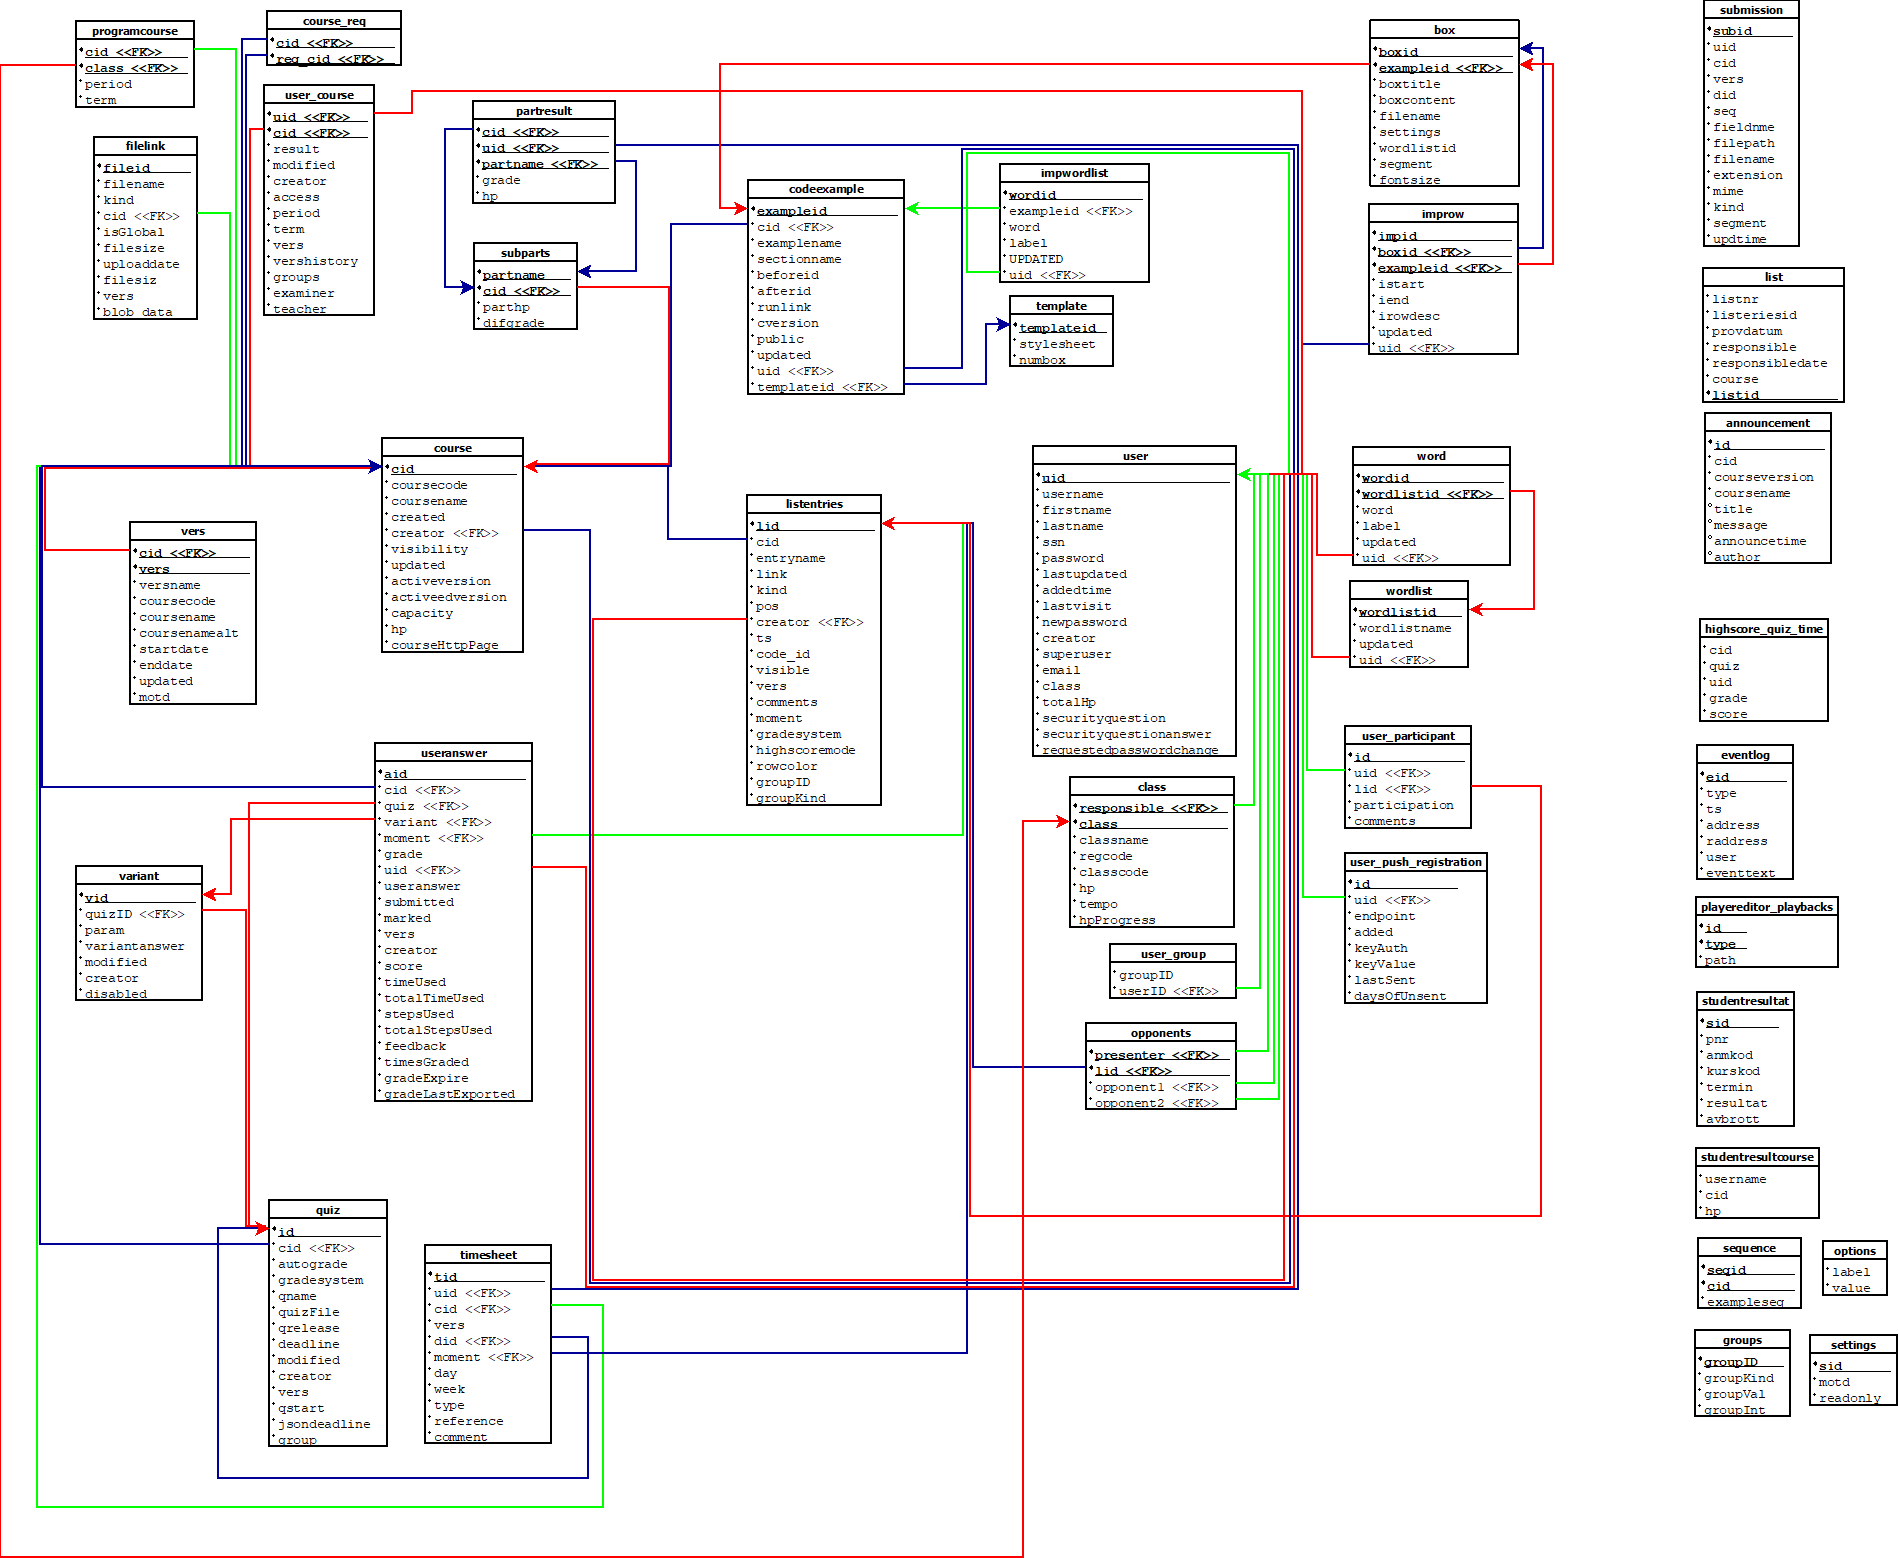 programcourse
cid <<FK>>
class <<FK>>
period
term
course_req
cid <<FK>>
req_cid <<FK>>
user_course
uid <<FK>>
cid <<FK>>
result
modified
creator
access
period
term
vers
vershistory
groups
examiner
teacher
filelink
fileid
filename
kind
cid <<FK>>
isGlobal
filesize
uploaddate
filesiz
vers
blob_data
partresult
cid <<FK>>
uid <<FK>>
partname <<FK>>
grade
hp
subparts
partname
cid <<FK>>
parthp
difgrade
codeexample
exampleid
cid <<FK>>
examplename
sectionname
beforeid
afterid
runlink
cversion
public
updated
uid <<FK>>
templateid <<FK>>
impwordlist
wordid
exampleid <<FK>>
word
label
UPDATED
uid <<FK>>
template
templateid
stylesheet
numbox
box
boxid
exampleid <<FK>>
boxtitle
boxcontent
filename
settings
wordlistid
segment
fontsize
improw
impid
boxid <<FK>>
exampleid <<FK>>
istart
iend
irowdesc
updated
uid <<FK>>
submission
subid
uid
cid
vers
did
seq
fieldnme
filepath
filename
extension
mime
kind
segment
updtime
list
listnr
listeriesid
provdatum
responsible
responsibledate
course
listid
announcement
id
cid
courseversion
coursename
title
message
announcetime
author
course
cid
coursecode
coursename
created
creator <<FK>>
visibility
updated
activeversion
activeedversion
capacity
hp
courseHttpPage
vers
cid <<FK>>
vers
versname
coursecode
coursename
coursenamealt
startdate
enddate
updated
motd
listentries
lid
cid
entryname
link
kind
pos
creator <<FK>>
ts
code_id
visible
vers
comments
moment
gradesystem
highscoremode
rowcolor
groupID
groupKind
user
uid
username
firstname
lastname
ssn
password
lastupdated
addedtime
lastvisit
newpassword
creator
superuser
email
class
totalHp
securityquestion
securityquestionanswer
requestedpasswordchange
word
wordid
wordlistid <<FK>>
word
label
updated
uid <<FK>>
wordlist
wordlistid
wordlistname
updated
uid <<FK>>
highscore_quiz_time
cid
quiz
uid
grade
score
user_participant
id
uid <<FK>>
lid <<FK>>
participation
comments
eventlog
eid
type
ts
address
raddress
user
eventtext
useranswer
aid
cid <<FK>>
quiz <<FK>>
variant <<FK>>
moment <<FK>>
grade
uid <<FK>>
useranswer
submitted
marked
vers
creator
score
timeUsed
totalTimeUsed
stepsUsed
totalStepsUsed
feedback
timesGraded
gradeExpire
gradeLastExported
class
responsible <<FK>>
class
classname
regcode
classcode
hp
tempo
hpProgress
user_push_registration
id
uid <<FK>>
endpoint
added
keyAuth
keyValue
lastSent
daysOfUnsent
variant
vid
quizID <<FK>>
param
variantanswer
modified
creator
disabled
user_group
groupID
userID <<FK>>
opponents
presenter <<FK>>
lid <<FK>>
opponent1 <<FK>>
opponent2 <<FK>>
playereditor_playbacks
id
type
path
studentresultat
sid
pnr
anmkod
kurskod
termin
resultat
avbrott
studentresultcourse
username
cid
hp
quiz
id
cid <<FK>>
autograde
gradesystem
qname
quizFile
qrelease
deadline
modified
creator
vers
qstart
jsondeadline
group
timesheet
tid
uid <<FK>>
cid <<FK>>
vers
did <<FK>>
moment <<FK>>
day
week
type
reference
comment
sequence
seqid
cid
exampleseq
options
label
value
groups
groupID
groupKind
groupVal
groupInt
settings
sid
motd
readonly